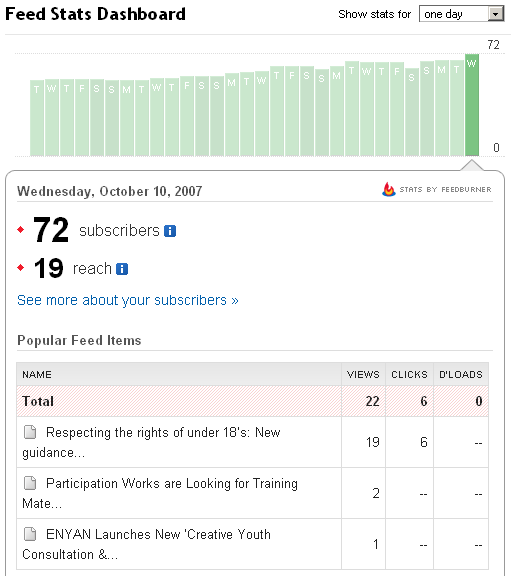 Feed Stats Dashboard
Show stats for one day
72
T W T F S S M T W T F S S M T W T F S S M T W T F S S M T W
0
Wednesday, October 10, 2007
STATS BY FEEDBURNER
72 subscribers
19 reach
See more about your subscribers »
Popular Feed Items
NAME VIEWS CLICKS D'LOADS
Total 22 6 0
Respecting the rights of under 18's: New
guidance... 19 6 --
Participation Works are Looking for Training
Mate... 2 -- --
ENYAN Launches New 'Creative Youth
Consultation &... 1 -- --